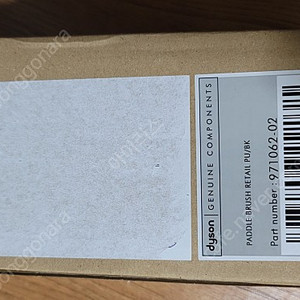 dyson
GENUINE COMPONENTS
PADDLE BRUSH RETAIL PU/BK
Part number : 971062-02